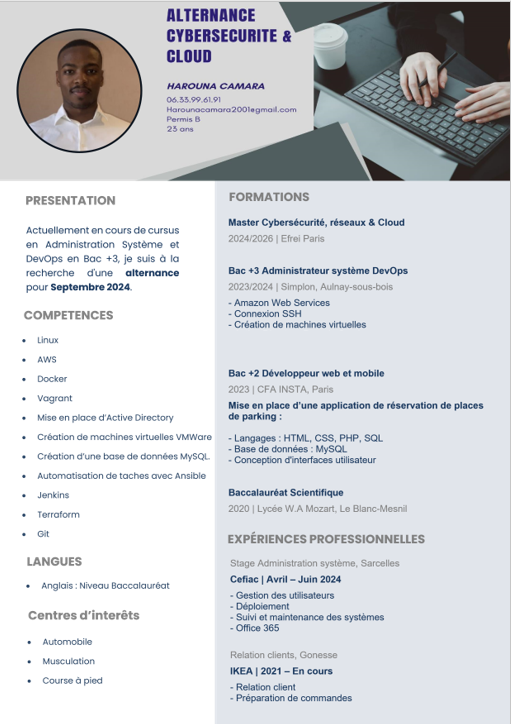 ALTERNANCE
CYBERSECURITE &
CLOUD
HAROUNA CAMARA
06.33.99.61.91
Harounacamara2001@gmail.com
Permis B
23 ans
PRESENTATION
Actuellement en cours de cursus
en Administration Système et
DevOps en Bac +3, je suis à la
recherche d'une alternance
pour Septembre 2024.
COMPETENCES
• Linux
• AWS
• Docker
• Vagrant
• Mise en place d'Active Directory
• Création de machines virtuelles VMWare
• Création d'une base de données MySQL.
• Automatisation de taches avec Ansible
• Jenkins
• Terraform
• Git
LANGUES
• Anglais : Niveau Baccalauréat
Centres d'interêts
• Automobile
• Musculation
• Course à pied
FORMATIONS
Master Cybersécurité, réseaux & Cloud
2024/2026 | Efrei Paris
Bac +3 Administrateur système DevOps
2023/2024 | Simplon, Aulnay-sous-bois
- Amazon Web Services
- Connexion SSH
- Création de machines virtuelles
Bac +2 Développeur web et mobile
2023 | CFA INSTA, Paris
Mise en place d'une application de réservation de places
de parking :
- Langages : HTML, CSS, PHP, SQL
- Base de données : MySQL
- Conception d'interfaces utilisateur
Baccalauréat Scientifique
2020 | Lycée W.A Mozart, Le Blanc-Mesnil
EXPÉRIENCES PROFESSIONNELLES
Stage Administration système, Sarcelles
Cefiac | Avril – Juin 2024
- Gestion des utilisateurs
- Déploiement
- Suivi et maintenance des systèmes
- Office 365
Relation clients, Gonesse
IKEA | 2021 – En cours
- Relation client
- Préparation de commandes